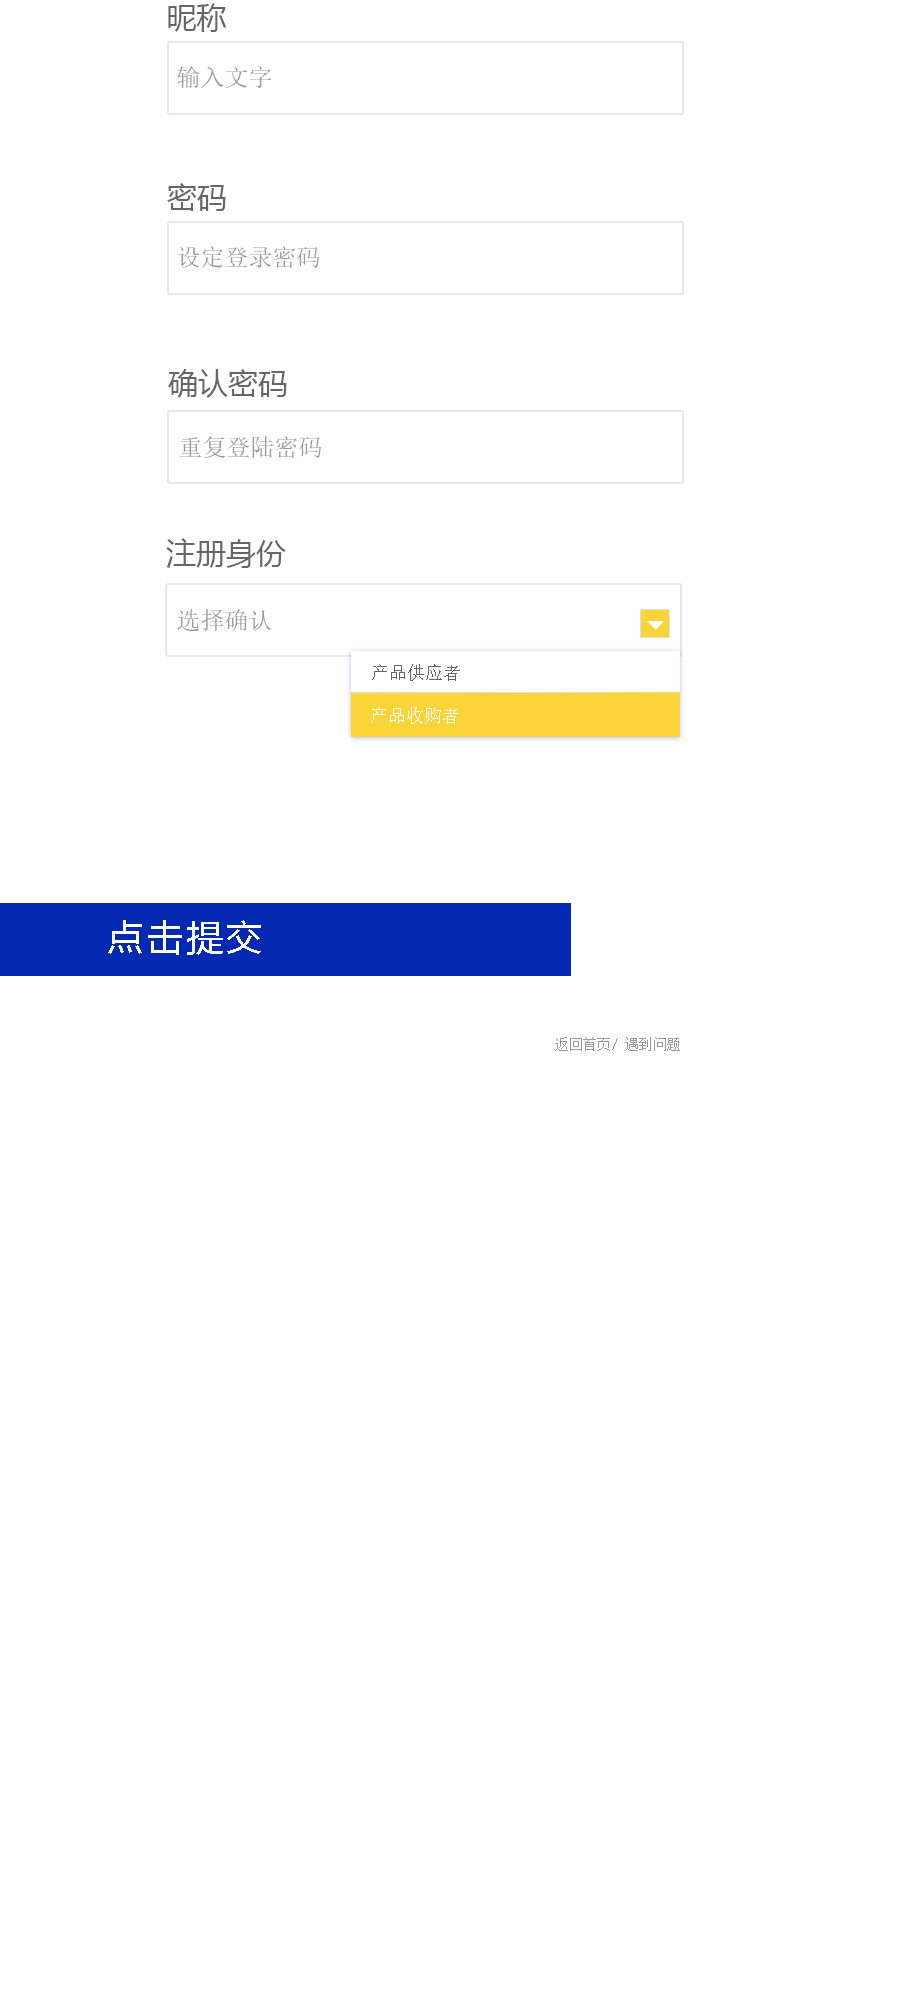 昵称
输入文字
密码
设定登录密码
确认密码
重复登陆密码
注册身份
选择确认
产品供应者
产品收购者
点击提交
返回首页/ 遇到问题